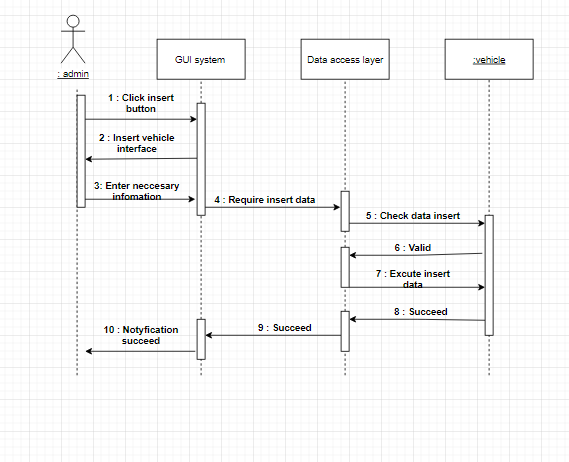 : admin
GUI system
Data access layer
:vehicle
1 : Click insert
button
2 : Insert vehicle
interface
3: Enter neccesary
infomation
4 : Require insert data
5 : Check data insert
6 : Valid
7 : Excute insert
data
8 : Succeed
9 : Succeed
10 : Notyfication
succeed